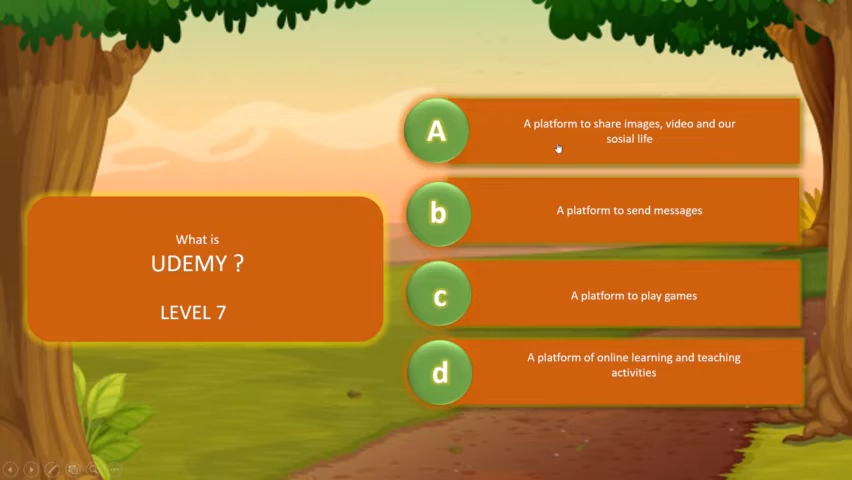 What is
UDEMY ?
LEVEL 7
A
A platform to share images, video and our
sosial life
b
A platform to send messages
c
A platform to play games
d
A platform of online learning and teaching
activities